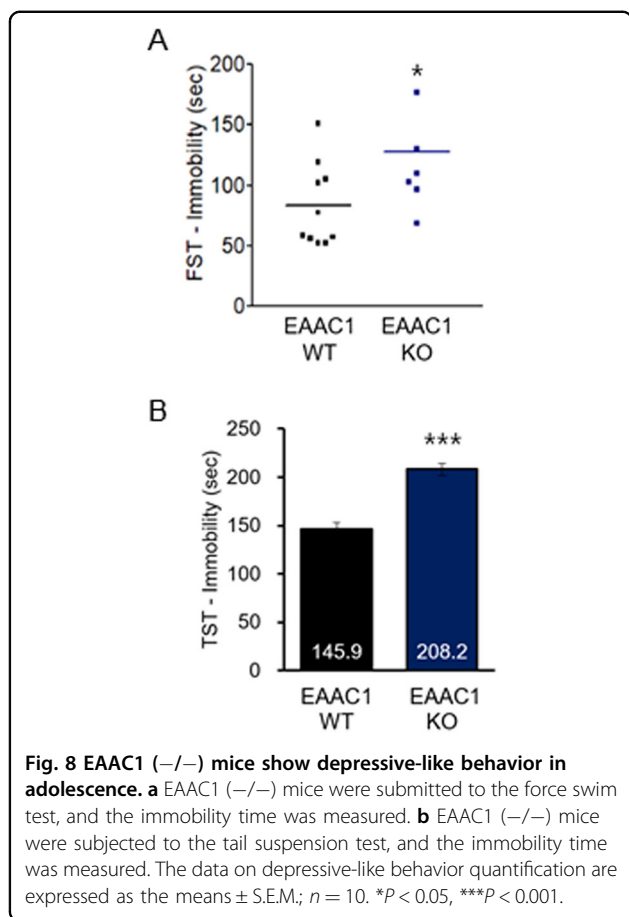 A
*
200
150
100
50
0
FST - Immobility (sec)
EAAC1 EAAC1
WT KO
B
***
250
200
150
100
50
0
TST - Immobility (sec)
145.9 208.2
EAAC1 EAAC1
WT KO
Fig. 8 EAAC1 (−/−) mice show depressive-like behavior in
adolescence. a EAAC1 (−/−) mice were submitted to the force swim
test, and the immobility time was measured. b EAAC1 (−/−) mice
were subjected to the tail suspension test, and the immobility time
was measured. The data on depressive-like behavior quantification are
expressed as the means ± S.E.M.; n = 10. *P < 0.05, ***P < 0.001.